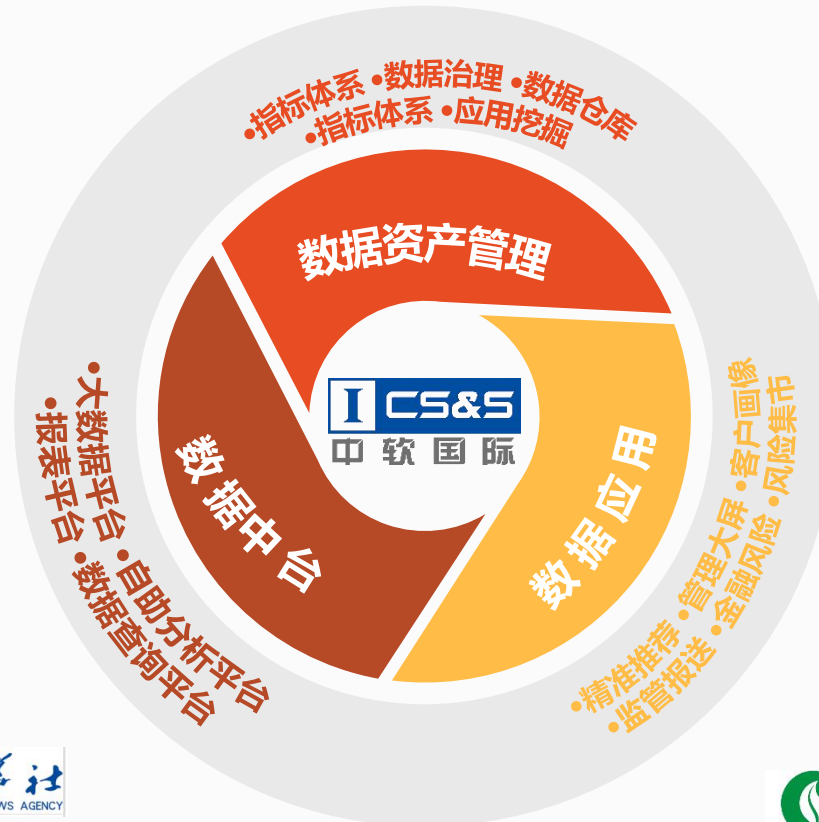 •指标体系 •数据治理 •数据仓库
•指标体系 •应用挖掘
数据资产管理
I CS&S
中软国际
数据中台
数据应用
•大数据平台 •自助分析平台
•报表平台 •数据查询平台
•精准推荐 •管理大屏 •客户画像
•监管报送 •金融风险 •风险集市
社
WS AGENCY